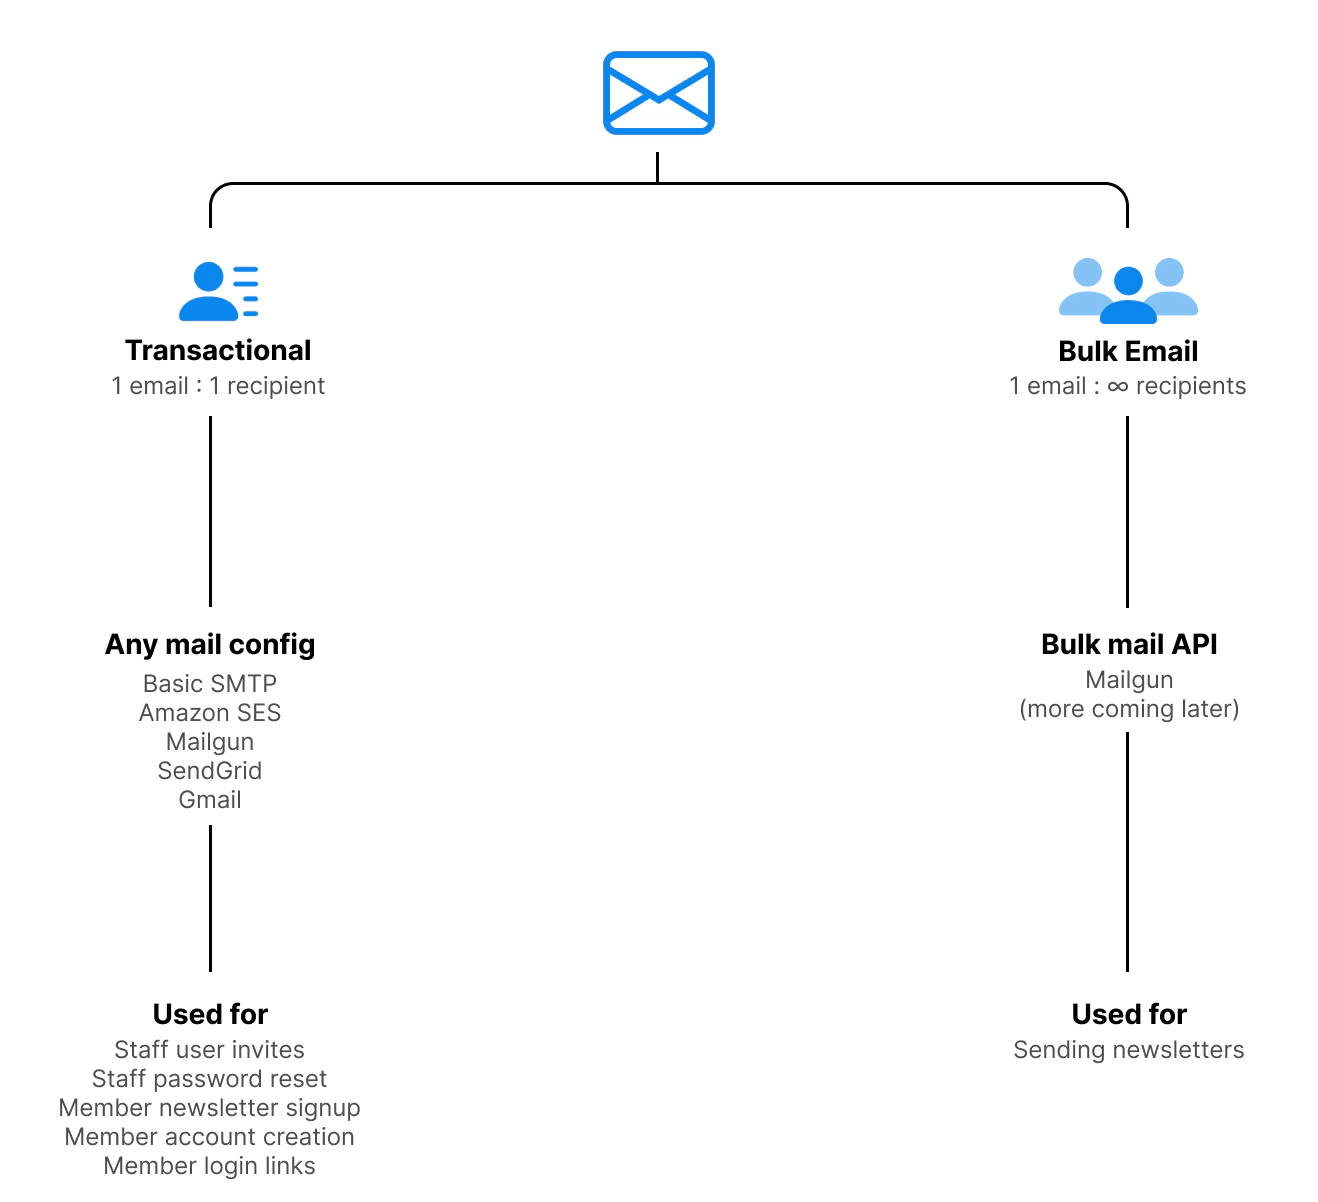 Transactional
1 email : 1 recipient
Any mail config
Basic SMTP
Amazon SES
Mailgun
SendGrid
Gmail
Used for
Staff user invites
Staff password reset
Member newsletter signup
Member account creation
Member login links
Bulk Email
1 email : ∞ recipients
Bulk mail API
Mailgun
(more coming later)
Used for
Sending newsletters